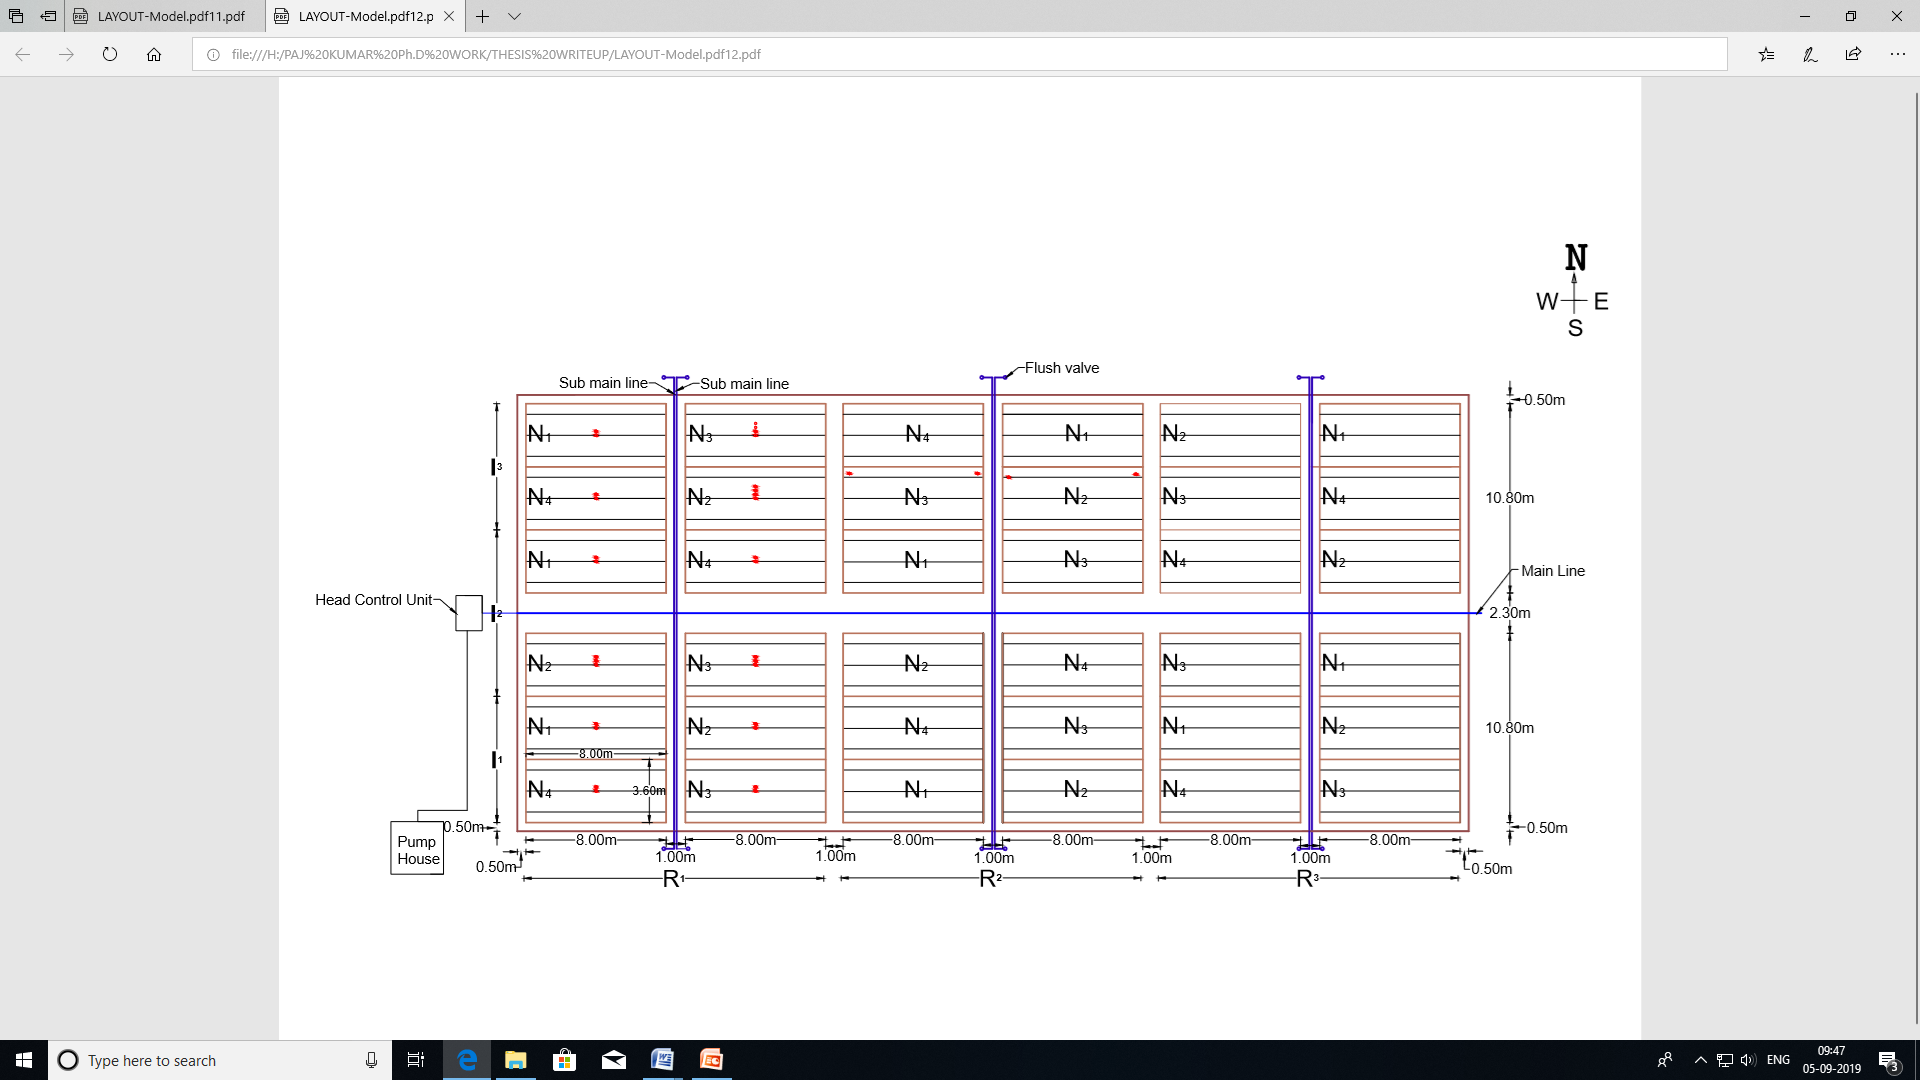 LAYOUT-Model.pdf11.pdf
LAYOUT-Model.pdf12.p
file:///H:/PAJ%20KUMAR%20Ph.D%20WORK/THESIS%20WRITEUP/LAYOUT-Model.pdf12.pdf
N
W E
S
Flush valve
Sub main line Sub main line
0.50m
N1 N3 N4 N1 N2 N1
I3
N4 N2 N3 N2 N3 N4 10.80m
N1 N4 N1 N3 N4 N2
Main Line
Head Control Unit
I2 2.30m
N2 N3 N2 N4 N3 N1
N1 N2 N4 N3 N1 N2 10.80m
8.00m
I1
N4 3.60m N3 N1 N2 N4 N3
0.50m 0.50m
Pump
House
8.00m 8.00m 8.00m 8.00m 8.00m 8.00m
1.00m 1.00m 1.00m 1.00m 1.00m
0.50m 0.50m
R1 R2 R3
Type here to search
ENG
09:47
05-09-2019
3